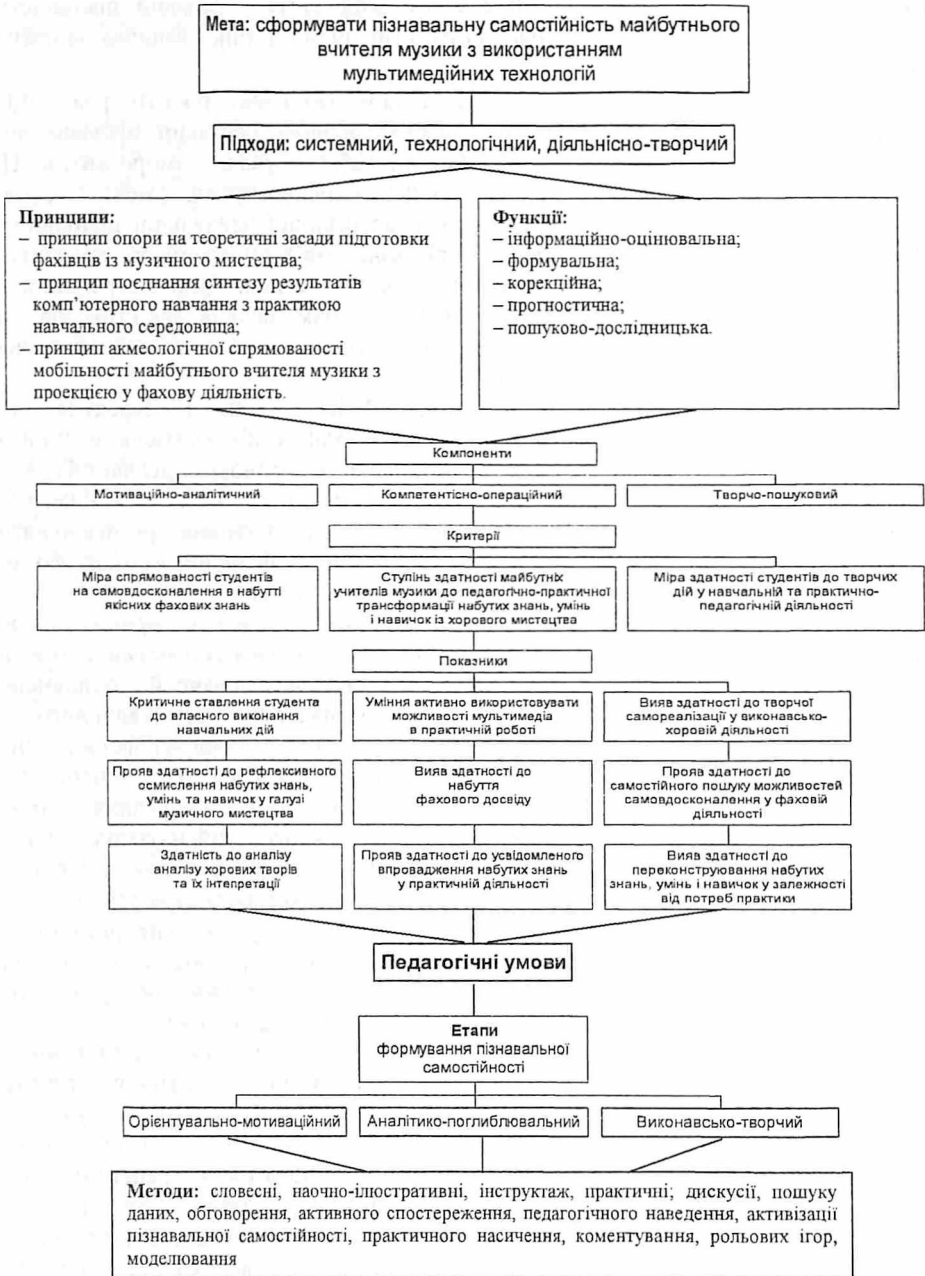 Мета: сформувати пізнавальну самостійність майбутнього
вчителя музики з використанням
мультимедійних технологій
Підходи: системний, технологічний, діяльнісно-творчий
Принципи:
– принцип опори на теоретичні засади підготовки
фахівців із музичного мистецтва;
– принцип поєднання синтезу результатів
комп’ютерного навчання з практикою
навчального середовища;
– принцип акмеологічної спрямованості
мобільності майбутнього вчителя музики з
проекцією у фахову діяльність.
Функції:
– інформаційно-оцінювальна;
– формувальна;
– корекційна;
– прогностична;
– пошуково-дослідницька.
Компоненти
Мотиваційно-аналітичний
Компетентісно-операційний
Творчо-пошуковий
Критерії
Міра спрямованості студентів
на самовдосконалення в набутті
якісних фахових знань
Ступінь здатності майбутніх
учителів музики до педагогічно-практичної
трансформації набутих знань, умінь
і навичок із хорового мистецтва
Міра здатності студентів до творчих
дій у навчальній та практично-
педагогічній діяльності
Показники
Критичне ставлення студента
до власного виконання
навчальних дій
Уміння активно використовувати
можливості мультимедіа
в практичній роботі
Вияв здатності до творчої
самореалізації у виконавсько-
хоровій діяльності
Прояв здатності до рефлексивного
осмислення набутих знань,
умінь та навичок у галузі
музичного мистецтва
Вияв здатності до
набуття
фахового досвіду
Прояв здатності до
самостійного пошуку можливостей
самовдосконалення у фаховій
діяльності
Здатність до аналізу
аналізу хорових творів
та їх інтепретації
Прояв здатності до усвідомленого
впровадження набутих знань
у практичній діяльності
Вияв здатності до
переконструювання набутих
знань, умінь і навичок у залежності
від потреб практики
Педагогічні умови
Етапи
формування пізнавальної
самостійності
Орієнтувально-мотиваційний
Аналітико-поглиблювальний
Виконавсько-творчий
Методи: словесні, наочно-ілюстративні, інструктаж, практичні; дискусії, пошуку
даних, обговорення, активного спостереження, педагогічного наведення, активізації
пізнавальної самостійності, практичного насичення, коментування, рольових ігор,
моделювання